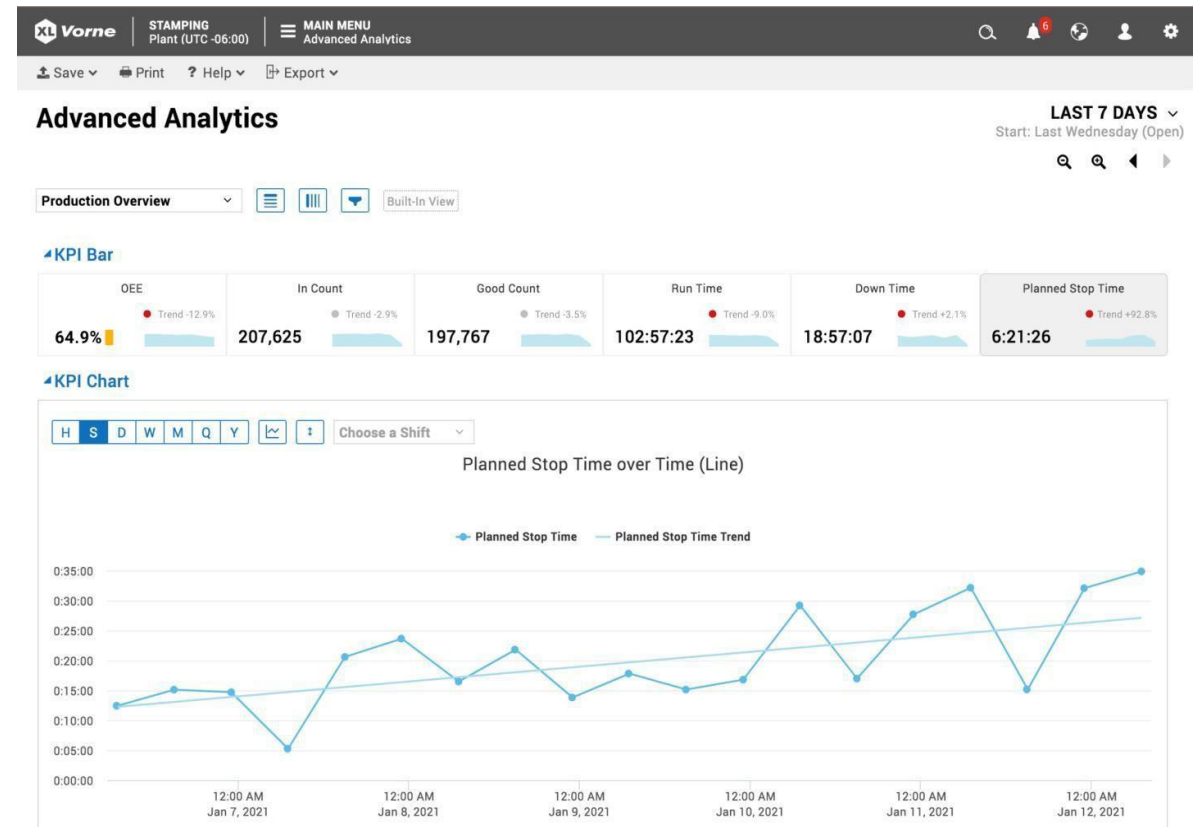 XL Vorne
STAMPING
Plant (UTC -06:00)
MAIN MENU
Advanced Analytics
6
Save
Print
? Help
Export
Advanced Analytics
LAST 7 DAYS
Start: Last Wednesday (Open)
Production Overview
Built-In View
KPI Bar
OEE
Trend -12.9%
64.9%
In Count
Trend -2.9%
207,625
Good Count
Trend -3.5%
197,767
Run Time
Trend -9.0%
102:57:23
Down Time
Trend +2.1%
18:57:07
Planned Stop Time
Trend +92.8%
6:21:26
KPI Chart
H S D W M Q Y
Choose a Shift
Planned Stop Time over Time (Line)
Planned Stop Time
Planned Stop Time Trend
0:35:00
0:30:00
0:25:00
0:20:00
0:15:00
0:10:00
0:05:00
0:00:00
12:00 AM
Jan 7, 2021
12:00 AM
Jan 8, 2021
12:00 AM
Jan 9, 2021
12:00 AM
Jan 10, 2021
12:00 AM
Jan 11, 2021
12:00 AM
Jan 12, 2021